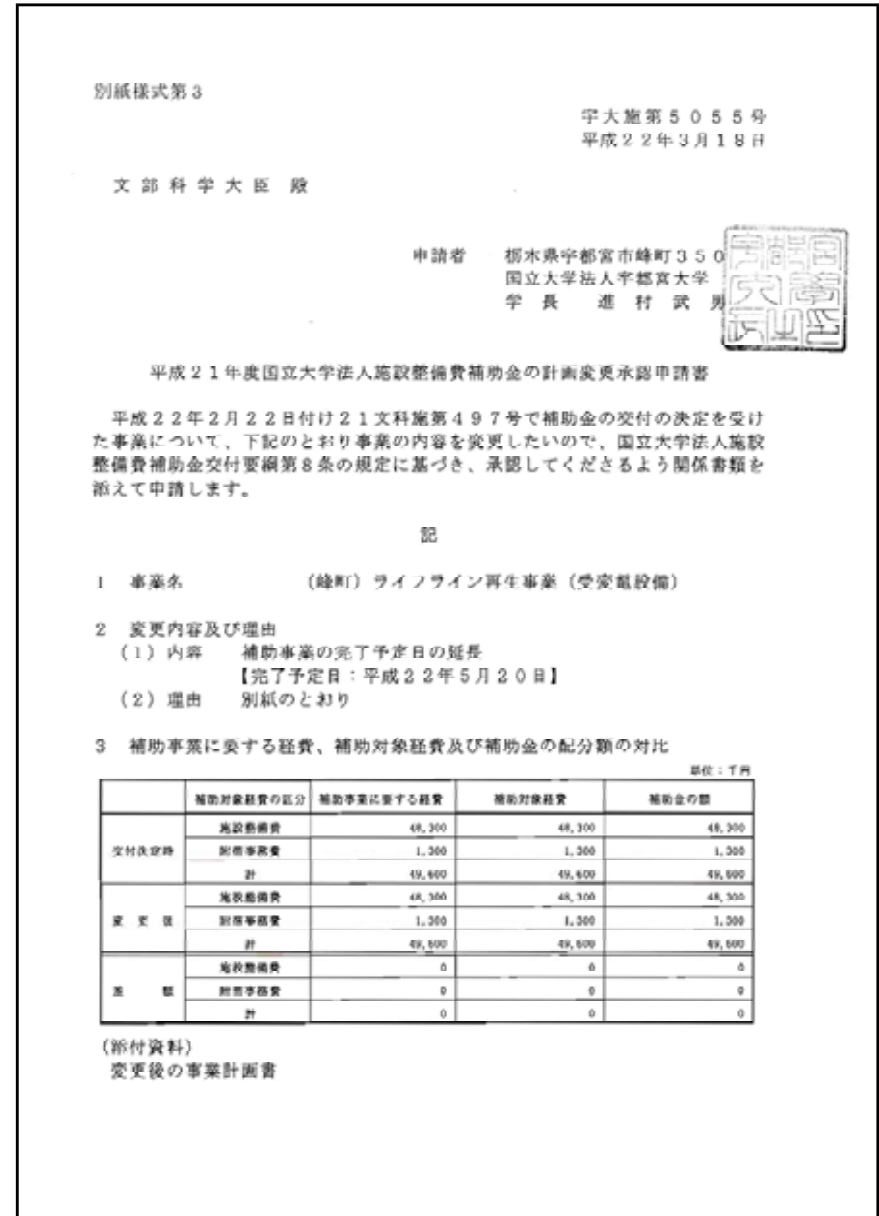 別紙様式第3
宇大施第5055号
平成22年3月18日
文部科学大臣 殿
申請者 栃木県宇都宮市峰町350
国立大学法人宇都宮大学
学長 進村武男
平成21年度国立大学法人施設整備費補助金の計画変更承認申請書
平成22年2月22日付け21文科施第497号で補助金の交付の決定を受け
た事業について、下記のとおり事業の内容を変更したいので、国立大学法人施設
整備費補助金交付要綱第8条の規定に基づき、承認してくださるよう関係書類を
添えて申請します。
記
1 事業名 (峰町)ライフライン再生事業(受変電設備)
2 変更内容及び理由
(1)内容 補助事業の完了予定日の延長
【完了予定日:平成22年5月20日】
(2)理由 別紙のとおり
3 補助事業に要する経費、補助対象経費及び補助金の配分額の対比
単位:千円
補助対象経費の区分 補助事業に要する経費 補助対象経費 補助金の額
交付決定時 施設整備費 48,300 48,300 48,300
附帯事務費 1,300 1,300 1,300
計 49,600 49,600 49,600
変更後 施設整備費 48,300 48,300 48,300
附帯事務費 1,300 1,300 1,300
計 49,600 49,600 49,600
差額 施設整備費 0 0 0
附帯事務費 0 0 0
計 0 0 0
(添付資料)
変更後の事業計画書